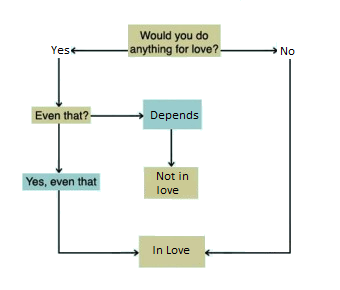 Would you do
anything for love?
Yes
No
Even that?
Depends
Yes, even that
Not in
love
In Love